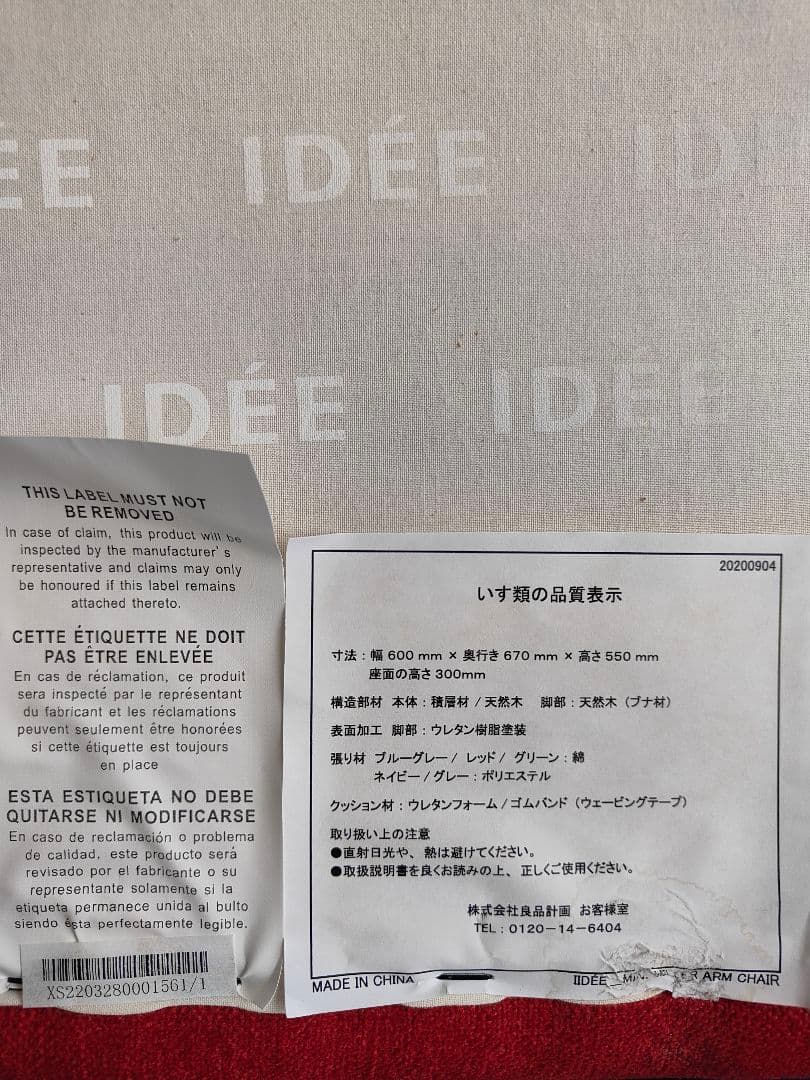 ÉE
IDÉE
ID
IDÉE
IDÉE
THIS LABEL MUST NOT
BE REMOVED
In case of claim, this product will be
inspected by the manufacturer's
representative and claims may only
be honoured if this label remains
attached thereto.
CETTE ÉTIQUETTE NE DOIT
PAS ÊTRE ENLEVÉE
En cas de réclamation, ce produit
sera inspecté par le représentant
du fabricant et les réclamations
peuvent seulement être honorées
si cette étiquette est toujours
en place
ESTA ESTIQUETA NO DEBE
QUITARSE NI MODIFICARSE
En caso de reclamación o problema
de calidad, este producto será
revisado por el fabricante o su
representante solamente si la
etiqueta permanece unida al bulto
siendo ésta perfectamente legible.
XS2203280001561/1
20200904
いす類の品質表示
寸法：幅 600 mm × 奥行き 670 mm × 高さ 550 mm
座面の高さ 300mm
構造部材 本体：積層材 / 天然木 脚部：天然木（ブナ材）
表面加工 脚部：ウレタン樹脂塗装
張り材 ブルーグレー / レッド / グリーン：綿
ネイビー / グレー：ポリエステル
クッション材：ウレタンフォーム / ゴムバンド（ウェービングテープ）
取り扱い上の注意
●直射日光や、熱は避けてください。
●取扱説明書を良くお読みの上、正しくご使用ください。
株式会社良品計画 お客様室
TEL：0120－14－6404
MADE IN CHINA
IIDÉE ARM CHAIR